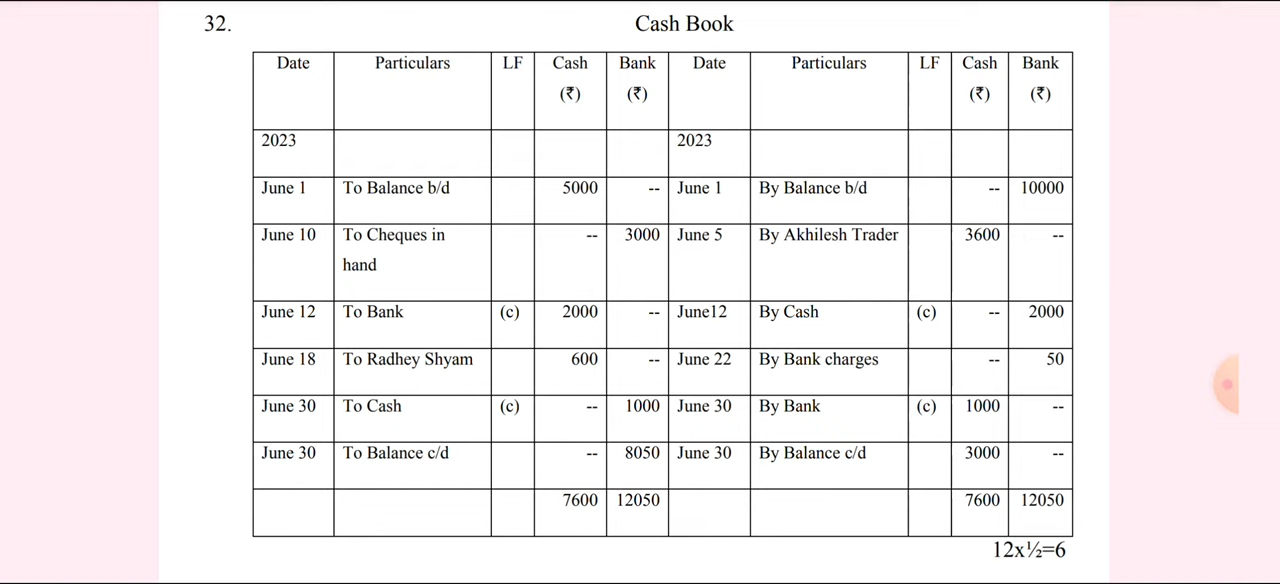 32. Cash Book
Date Particulars LF Cash Bank Date Particulars LF Cash Bank
(₹) (₹) (₹) (₹)
2023 2023
June 1 To Balance b/d 5000 -- June 1 By Balance b/d -- 10000
June 10 To Cheques in -- 3000 June 5 By Akhilesh Trader 3600 --
hand
June 12 To Bank (c) 2000 -- June12 By Cash (c) -- 2000
June 18 To Radhey Shyam 600 -- June 22 By Bank charges -- 50
June 30 To Cash (c) -- 1000 June 30 By Bank (c) 1000 --
June 30 To Balance c/d -- 8050 June 30 By Balance c/d 3000 --
7600 12050 7600 12050
12x½=6